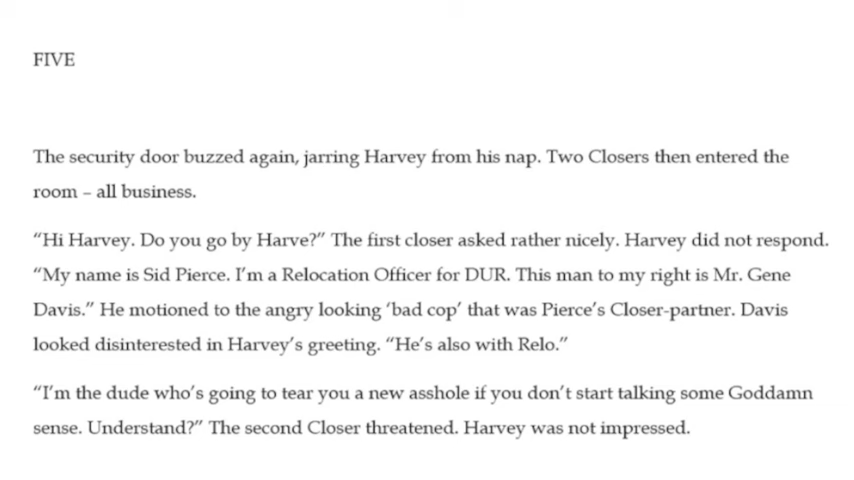 FIVE
The security door buzzed again, jarring Harvey from his nap. Two Closers then entered the
room – all business.
“Hi Harvey. Do you go by Harve?” The first closer asked rather nicely. Harvey did not respond.
“My name is Sid Pierce. I’m a Relocation Officer for DUR. This man to my right is Mr. Gene
Davis.” He motioned to the angry looking ‘bad cop’ that was Pierce’s Closer-partner. Davis
looked disinterested in Harvey’s greeting. “He’s also with Relo.”
“I’m the dude who’s going to tear you a new asshole if you don’t start talking some Goddamn
sense. Understand?” The second Closer threatened. Harvey was not impressed.